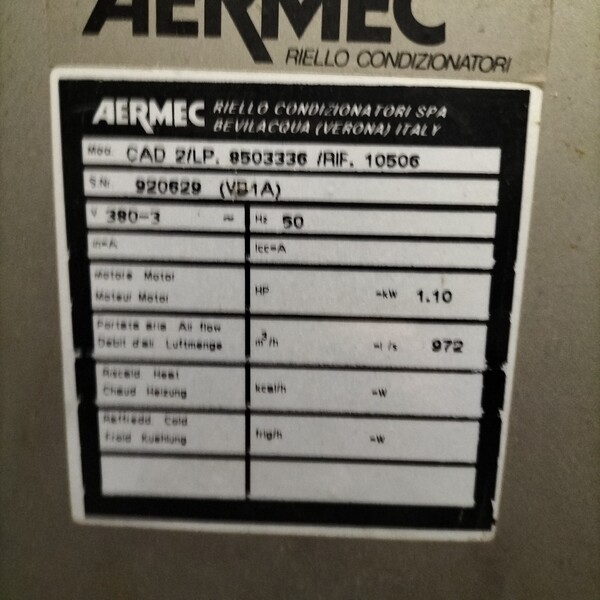 AERMEC
RIELLO CONDIZIONATORI
AERMEC RIELLO CONDIZIONATORI SPA
BEVILACQUA (VERONA) ITALY
Mod. CAD 2/LP. 8503336 /RIF. 10506
S.Nr. 920629 (VB1A)
V 380-3 ~ Hz 50
In=A Icc=A
Motore Motor
Moteur Motor
HP =kW 1.10
Portata aria Air flow
Debit d'air Luftmenge
m³/h =l/s 972
Riscald. Heat
Chaud Heizung
kcal/h =W
Raffredd. Cold
Froid Kuehlung
frig/h =W